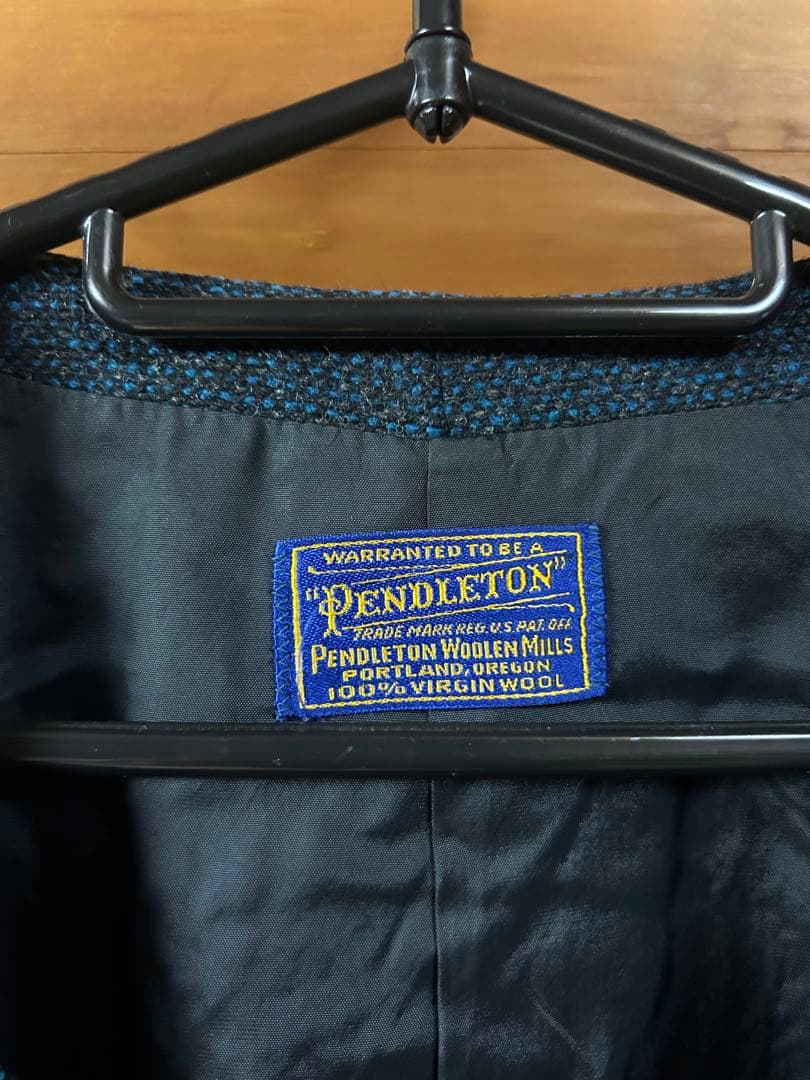 WARRANTED TO BE A
"PENDLETON"
TRADE MARK REG. U.S. PAT. OFF.
PENDLETON WOOLEN MILLS
PORTLAND, OREGON
100% VIRGIN WOOL